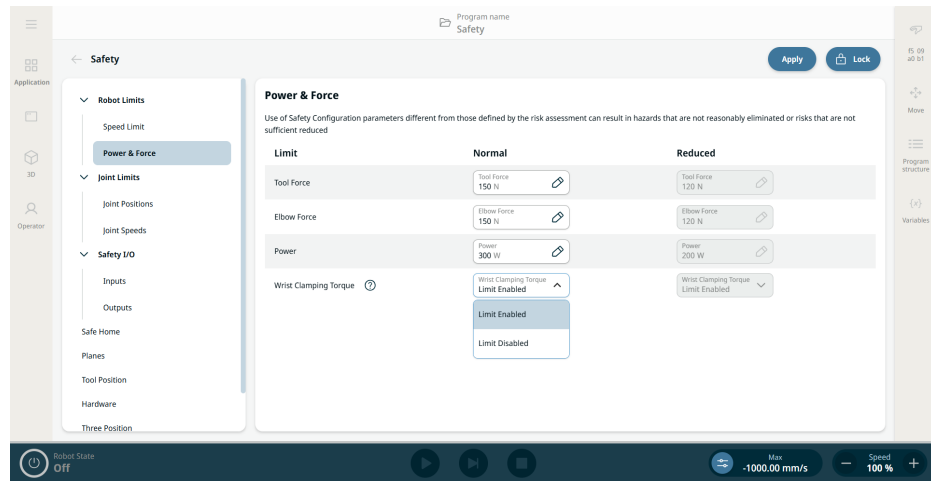 Program name
Safety
f5 09
a0 b1
Application
3D
Operator
Move
Program
structure
(x)
Variables
Safety
Apply
Lock
Robot Limits
Speed Limit
Power & Force
Joint Limits
Joint Positions
Joint Speeds
Safety I/O
Inputs
Outputs
Safe Home
Planes
Tool Position
Hardware
Three Position
Power & Force
Use of Safety Configuration parameters different from those defined by the risk assessment can result in hazards that are not reasonably eliminated or risks that are not
sufficient reduced
Limit Normal Reduced
Tool Force
Tool Force
150 N
Tool Force
120 N
Elbow Force
Elbow Force
150 N
Elbow Force
120 N
Power
Power
300 W
Power
200 W
Wrist Clamping Torque ?
Wrist Clamping Torque
Limit Enabled
Wrist Clamping Torque
Limit Enabled
Limit Enabled
Limit Disabled
Robot State
Off
Max
-1000.00 mm/s
Speed
− 100 % +